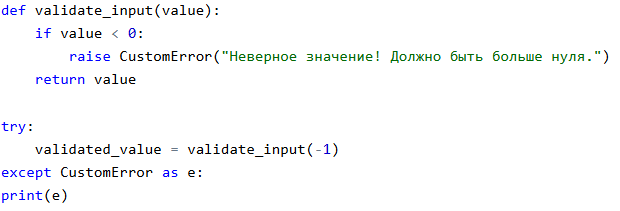 def validate_input(value):
    if value < 0:
        raise CustomError("Неверное значение! Должно быть больше нуля.")
    return value

try:
    validated_value = validate_input(-1)
except CustomError as e:
print(e)